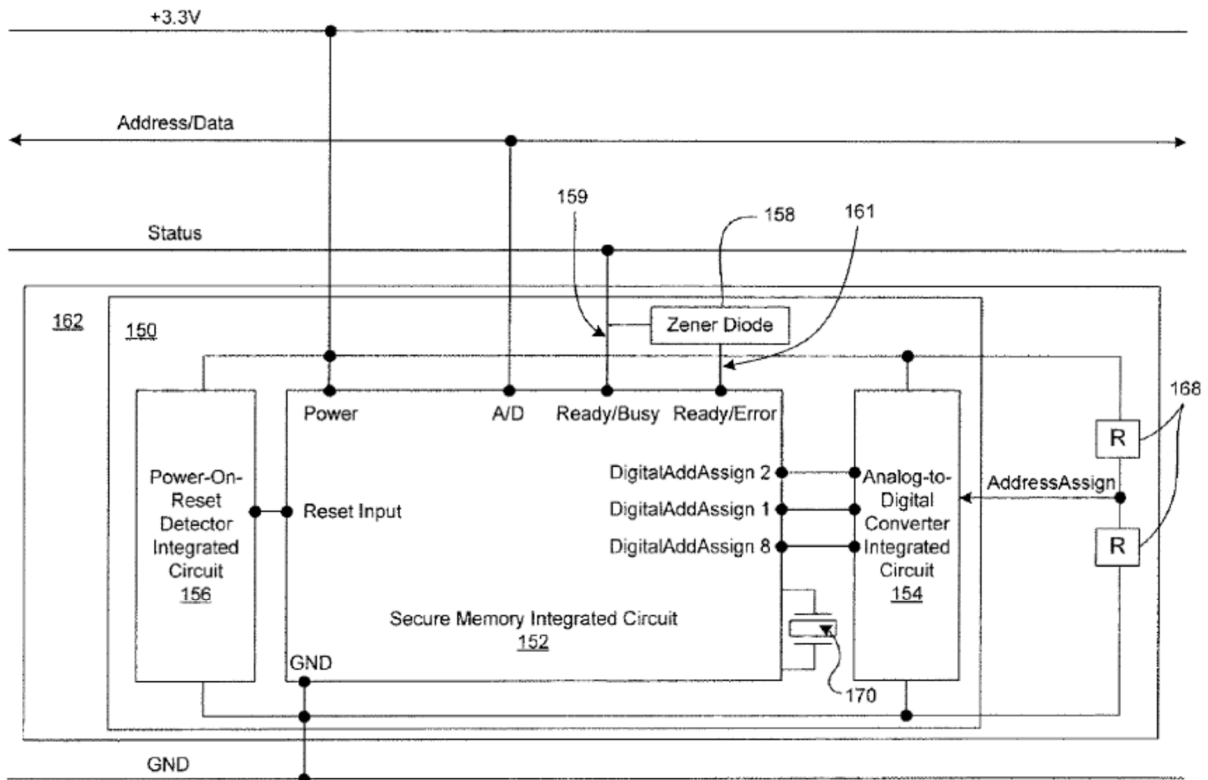 +3.3V
Address/Data
159
158
161
Status
162
150
Zener Diode
168
Power
A/D
Ready/Busy
Ready/Error
R
Power-On-
Reset
Detector
Integrated
Circuit
156
Reset Input
DigitalAddAssign 2
DigitalAddAssign 1
DigitalAddAssign 8
Analog-to-
Digital
Converter
Integrated
Circuit
154
AddressAssign
R
Secure Memory Integrated Circuit
152
GND
170
GND